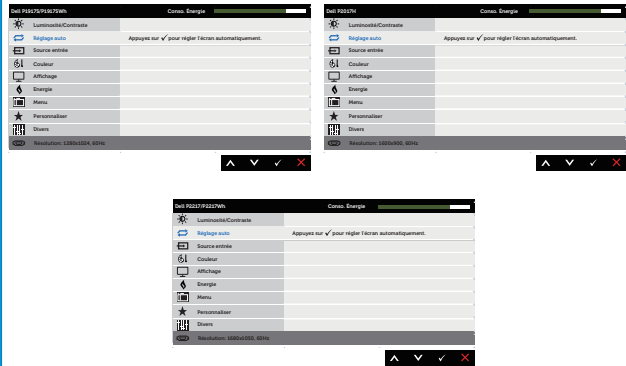 Dell P1917S/P1917SWh Conso. Énergie
Luminosité/Contraste
Réglage auto Appuyez sur ✓ pour régler l'écran automatiquement.
Source entrée
Couleur
Affichage
Energie
Menu
Personnaliser
Divers
Résolution: 1280x1024, 60Hz
Dell P2017H Conso. Énergie
Luminosité/Contraste
Réglage auto Appuyez sur ✓ pour régler l'écran automatiquement.
Source entrée
Couleur
Affichage
Energie
Menu
Personnaliser
Divers
Résolution: 1600x900, 60Hz
Dell P2217/P2217Wh Conso. Énergie
Luminosité/Contraste
Réglage auto Appuyez sur ✓ pour régler l'écran automatiquement.
Source entrée
Couleur
Affichage
Energie
Menu
Personnaliser
Divers
Résolution: 1680x1050, 60Hz